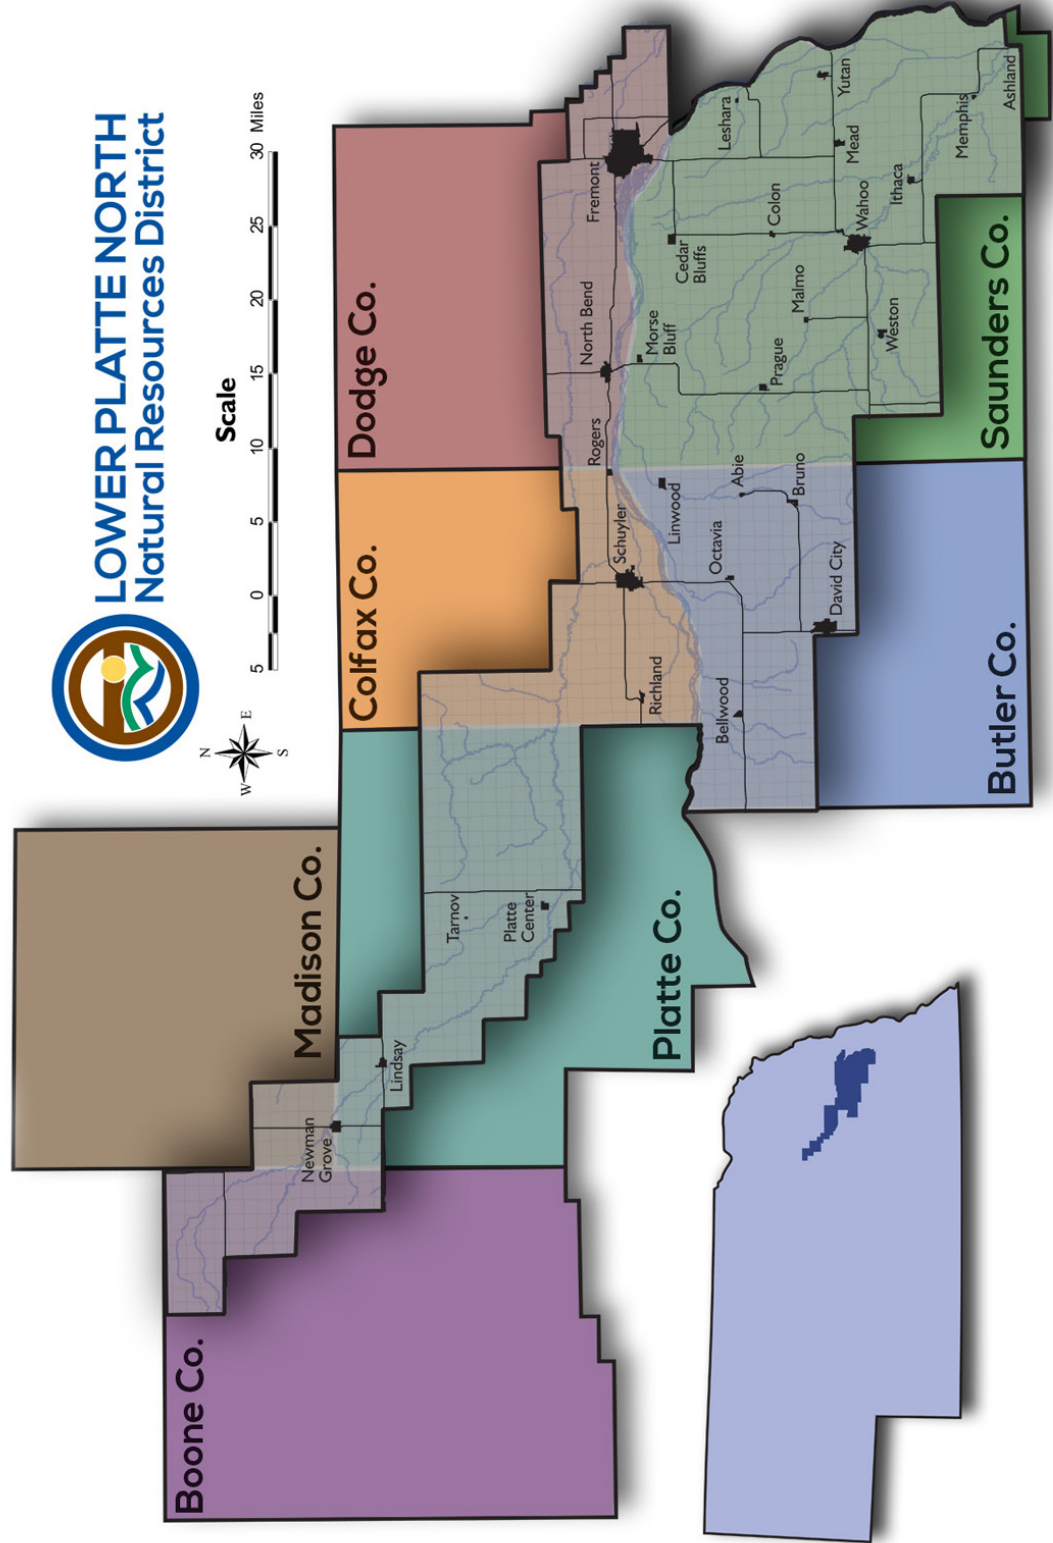 LOWER PLATTE NORTH
Natural Resources District
Scale
5 0 5 10 15 20 25 30 Miles
N
W
E
S
Boone Co.
Madison Co.
Colfax Co.
Dodge Co.
Platte Co.
Butler Co.
Saunders Co.
Newman
Grove
Lindsay
Tarnov
Platte
Center
Richland
Schuyler
Rogers
North Bend
Fremont
Bellwood
Octavia
Linwood
Abie
Bruno
David City
Morse
Bluff
Cedar
Bluffs
Prague
Malmo
Weston
Colon
Wahoo
Leshara
Mead
Yutan
Ithaca
Memphis
Ashland